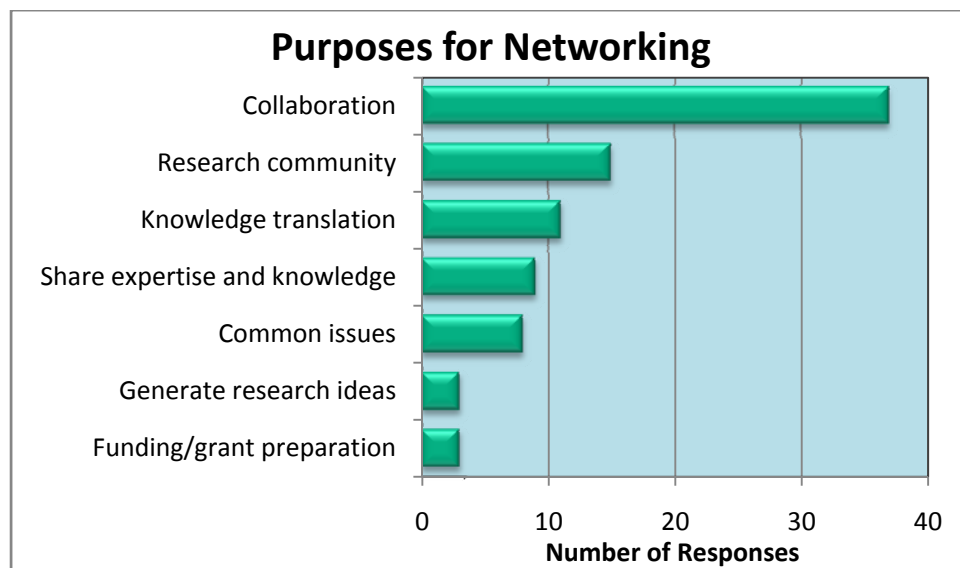 Purposes for Networking
Collaboration
Research community
Knowledge translation
Share expertise and knowledge
Common issues
Generate research ideas
Funding/grant preparation
0 10 20 30 40
Number of Responses